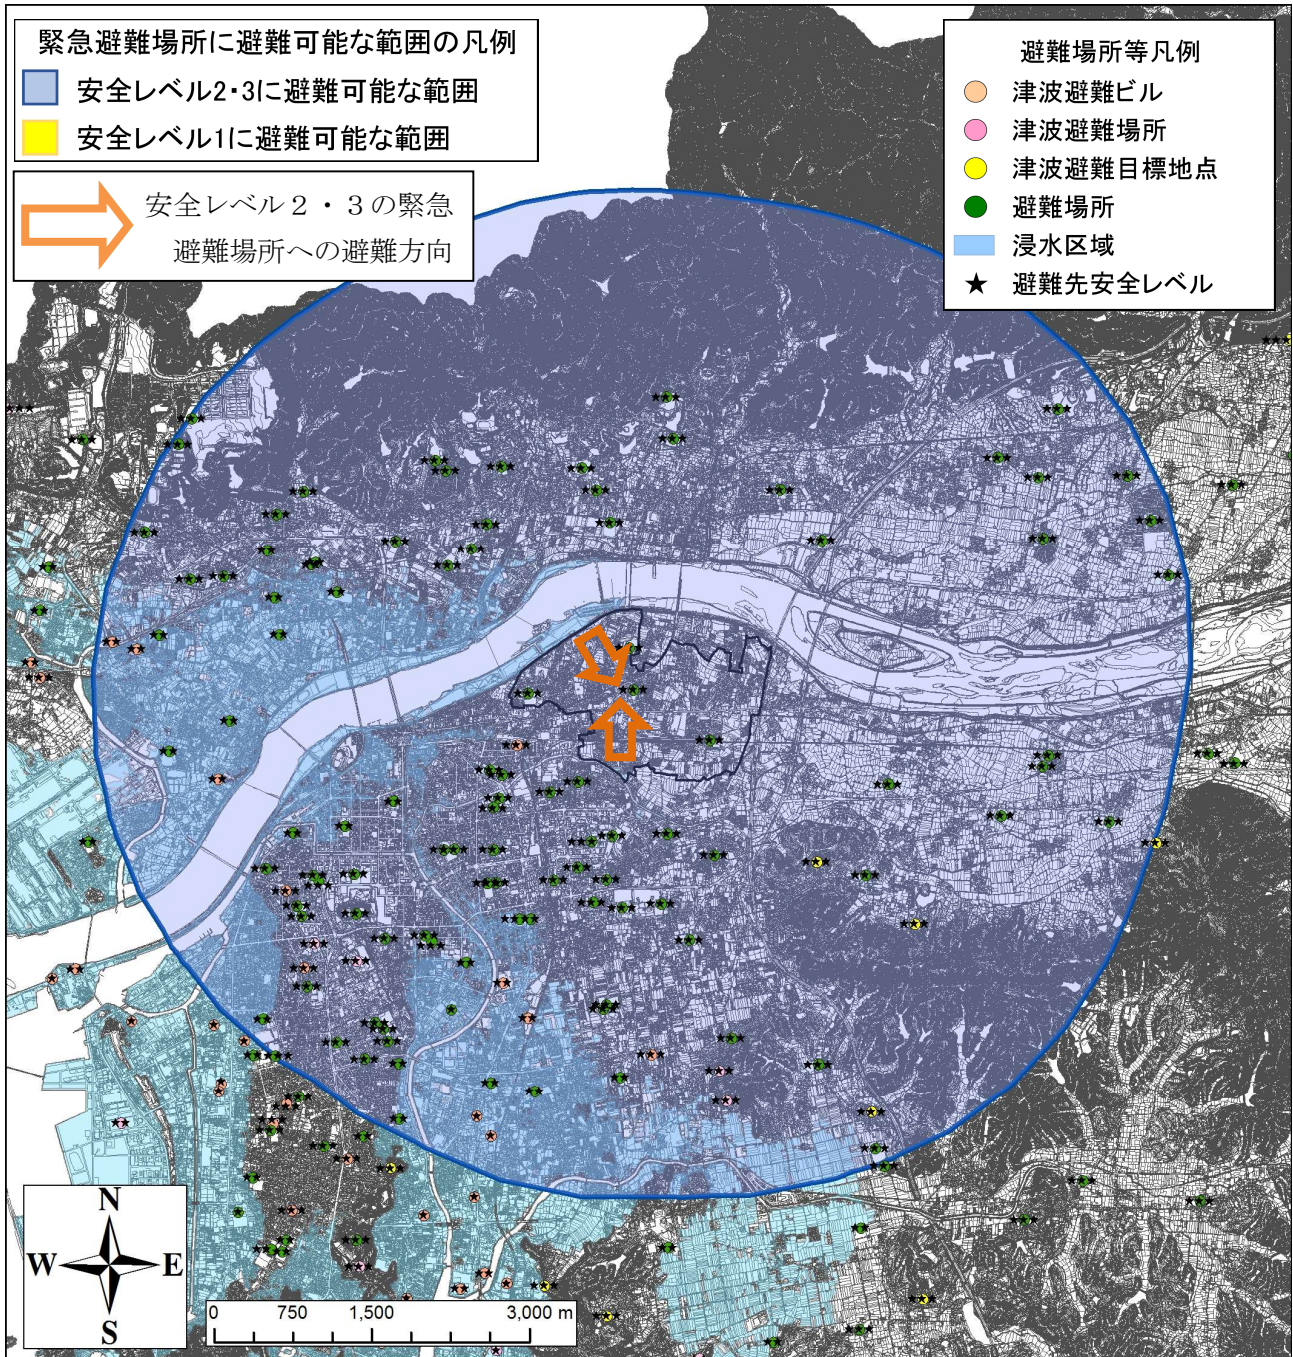 緊急避難場所に避難可能な範囲の凡例
安全レベル2・3に避難可能な範囲
安全レベル1に避難可能な範囲
安全レベル２・３の緊急
避難場所への避難方向
避難場所等凡例
津波避難ビル
津波避難場所
津波避難目標地点
避難場所
浸水区域
★ 避難先安全レベル
N
W E
S
0 750 1,500 3,000 m